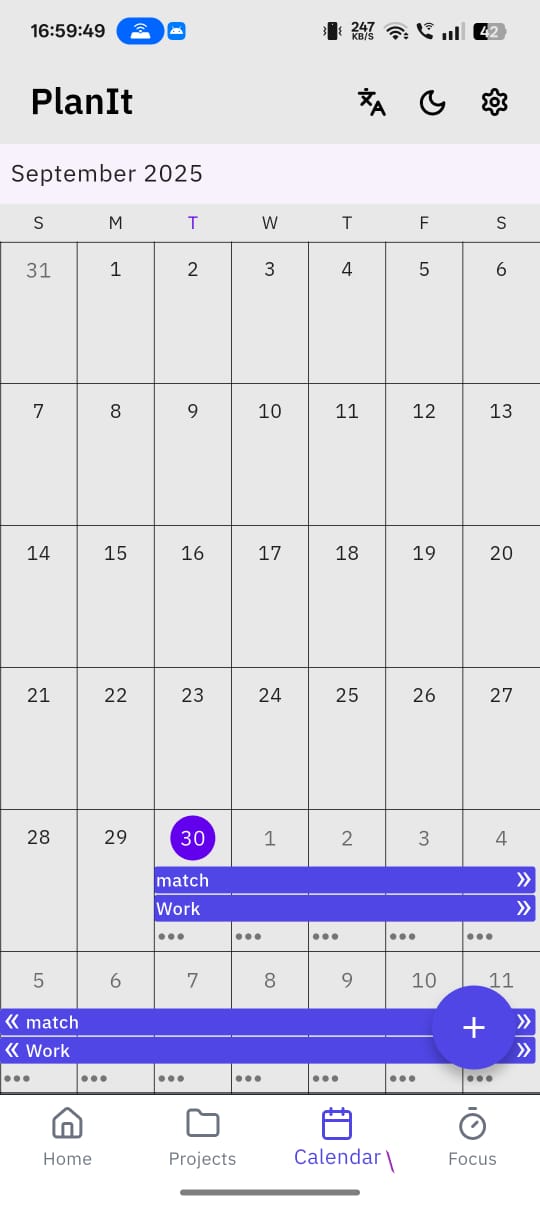 16:59:49 247 KB/S 42
PlanIt
September 2025
S M T W T F S
31 1 2 3 4 5 6
7 8 9 10 11 12 13
14 15 16 17 18 19 20
21 22 23 24 25 26 27
28 29 30 1 2 3 4
match
Work
••• ••• ••• ••• •••
5 6 7 8 9 10 11
« match »
« Work »
••• ••• ••• ••• ••• ••• •••
+
Home Projects Calendar Focus